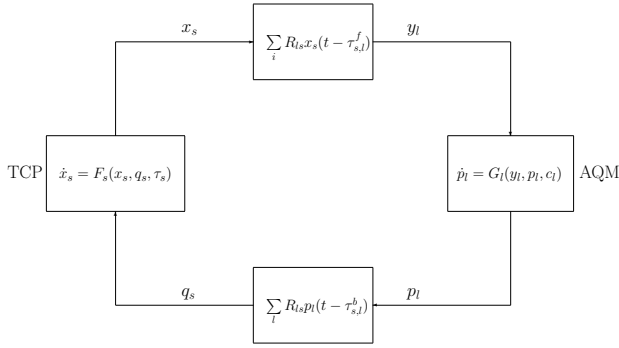 x_s
∑_i R_{ls} x_s(t − τ^f_{s,l})
y_l
TCP
ẋ_s = F_s(x_s, q_s, τ_s)
ṗ_l = G_l(y_l, p_l, c_l)
AQM
q_s
∑_l R_{ls} p_l(t − τ^b_{s,l})
p_l